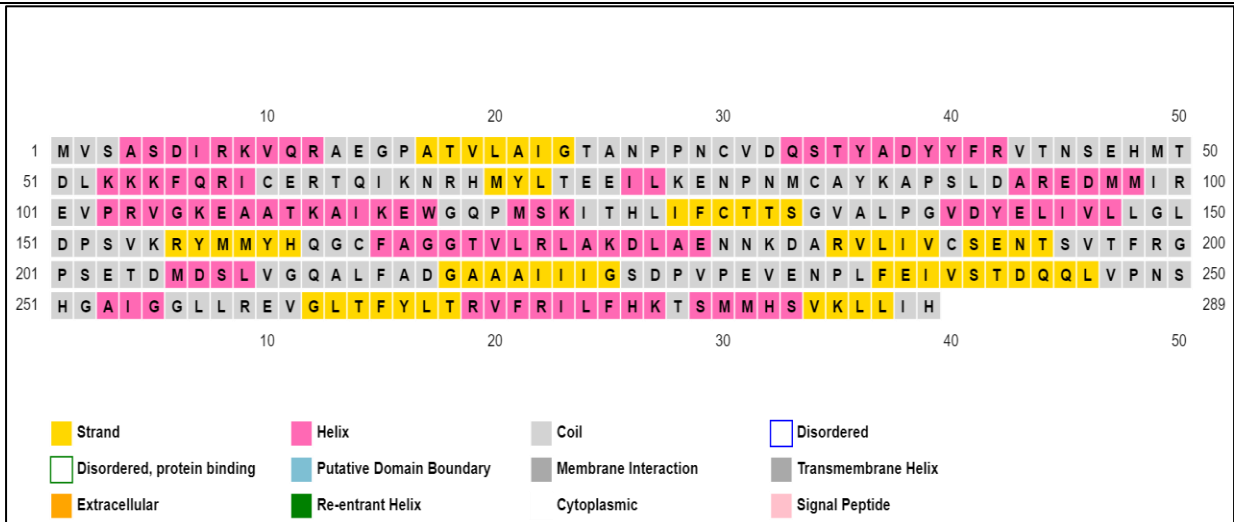 10 20 30 40 50
1 M V S A S D I R K V Q R A E G P A T V L A I G T A N P P N C V D Q S T Y A D Y Y F R V T N S E H M T 50
51 D L K K K F Q R I C E R T Q I K N R H M Y L T E E I L K E N P N M C A Y K A P S L D A R E D M M I R 100
101 E V P R V G K E A A T K A I K E W G Q P M S K I T H L I F C T T S G V A L P G V D Y E L I V L L G L 150
151 D P S V K R Y M M Y H Q G C F A G G T V L R L A K D L A E N N K D A R V L I V C S E N T S V T F R G 200
201 P S E T D M D S L V G Q A L F A D G A A A I I I G S D P V P E V E N P L F E I V S T D Q Q L V P N S 250
251 H G A I G G L L R E V G L T F Y L T R V F R I L F H K T S M M H S V K L L I H 289
10 20 30 40 50
Strand Helix Coil Disordered
Disordered, protein binding Putative Domain Boundary Membrane Interaction Transmembrane Helix
Extracellular Re-entrant Helix Cytoplasmic Signal Peptide